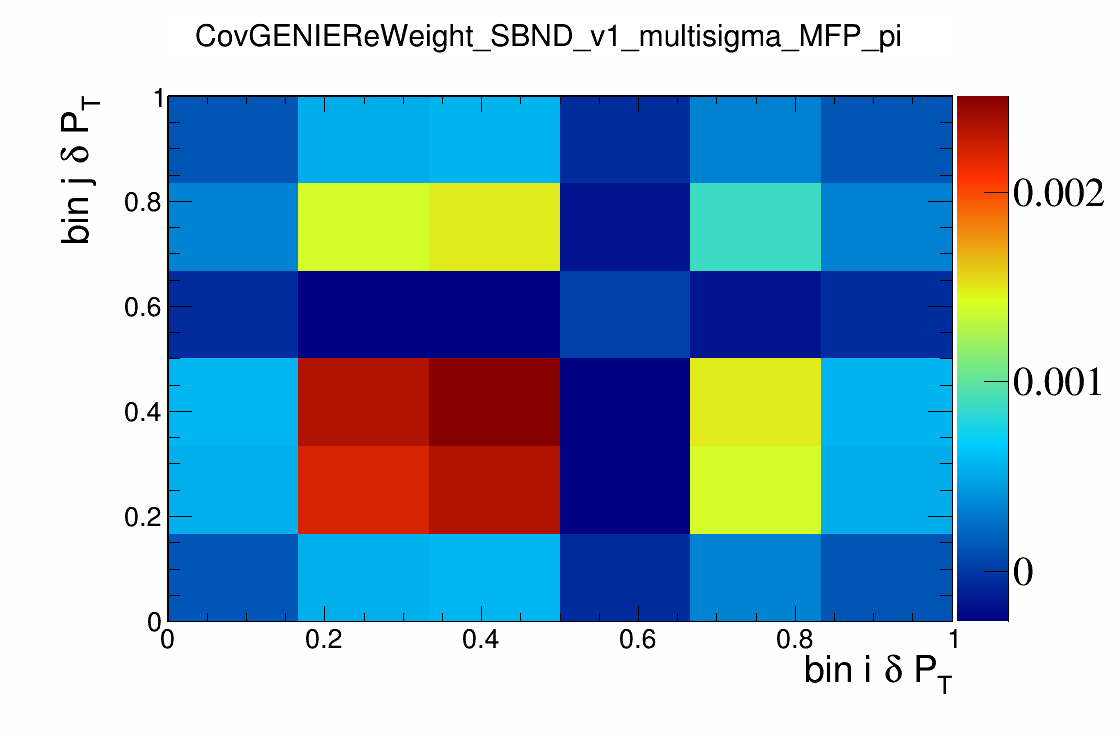 CovGENIEReWeight_SBND_v1_multisigma_MFP_pi
bin j δ P_T
1
0.8
0.6
0.4
0.2
0
0 0.2 0.4 0.6 0.8 1
bin i δ P_T
0.002
0.001
0